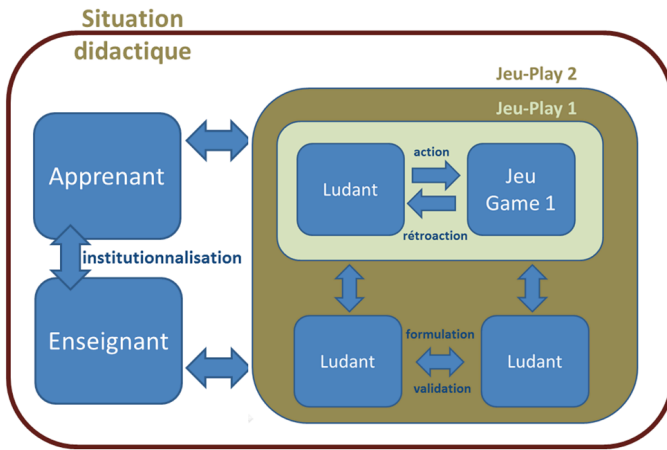 Situation
didactique
Jeu-Play 2
Jeu-Play 1
action
Ludant
Jeu
Game 1
rétroaction
Apprenant
institutionnalisation
Enseignant
formulation
Ludant
Ludant
validation